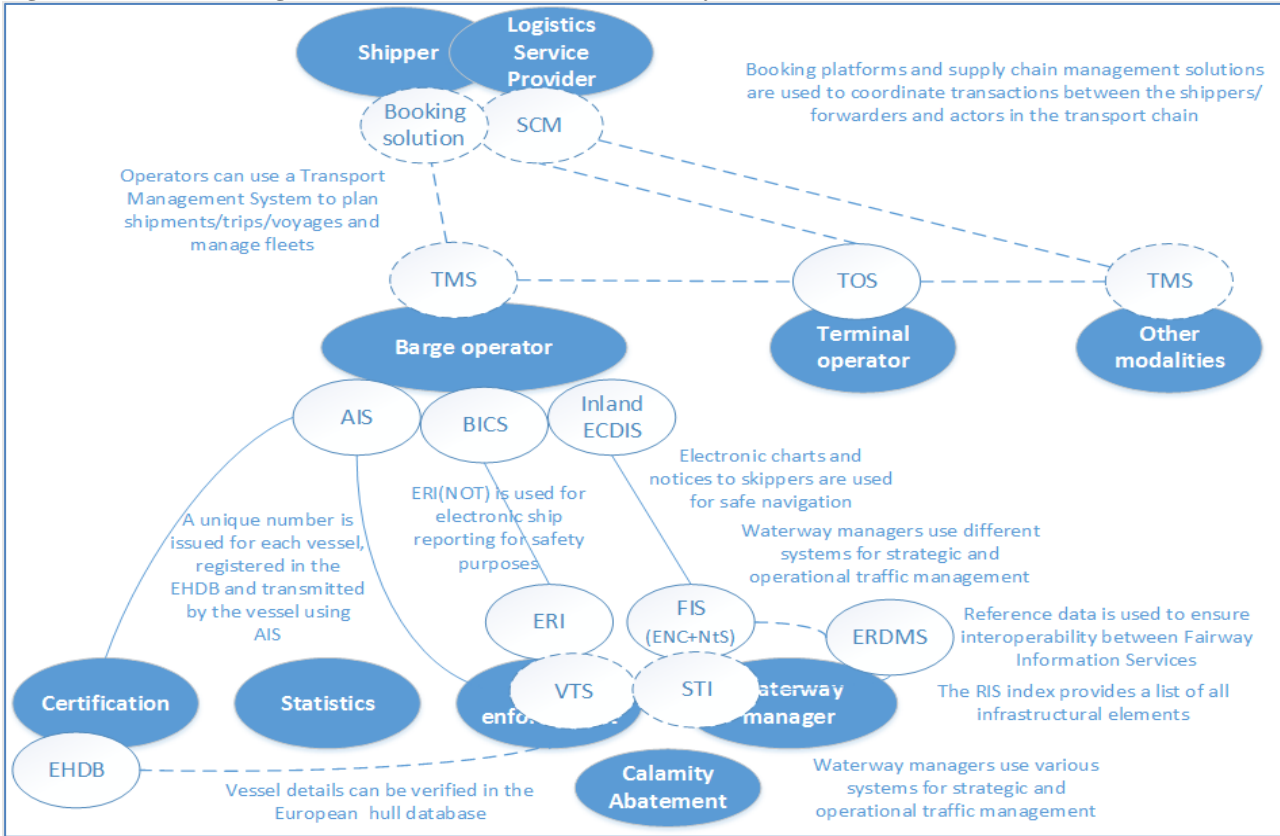 Shipper
Logistics
Service
Provider
Booking
solution
SCM
Booking platforms and supply chain management solutions
are used to coordinate transactions between the shippers/
forwarders and actors in the transport chain
Operators can use a Transport
Management System to plan
shipments/trips/voyages and
manage fleets
TMS
TOS
TMS
Barge operator
Terminal
operator
Other
modalities
AIS
BICS
Inland
ECDIS
Electronic charts and
notices to skippers are used
for safe navigation
ERI(NOT) is used for
electronic ship
reporting for safety
purposes
A unique number is
issued for each vessel,
registered in the
EHDB and transmitted
by the vessel using
AIS
Waterway managers use different
systems for strategic and
operational traffic management
ERI
FIS
(ENC+NtS)
ERDMS
Reference data is used to ensure
interoperability between Fairway
Information Services
The RIS index provides a list of all
infrastructural elements
Certification
Statistics
VTS
STI
manager
EHDB
Vessel details can be verified in the
European hull database
Calamity
Abatement
Waterway managers use various
systems for strategic and
operational traffic management